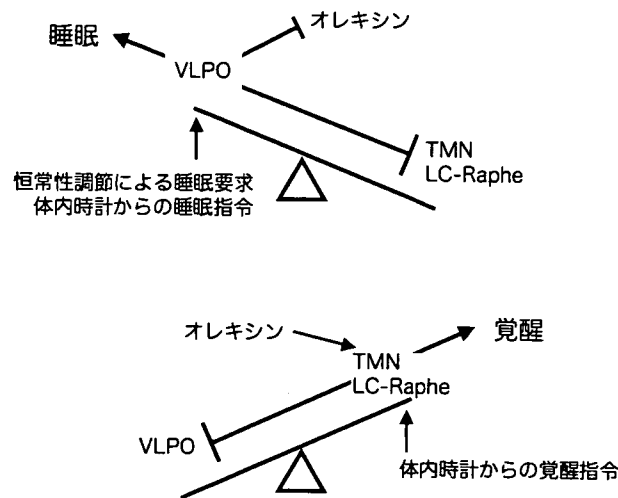 オレキシン
睡眠
VLPO
TMN
LC-Raphe
恒常性調節による睡眠要求
体内時計からの睡眠指令
オレキシン
覚醒
TMN
LC-Raphe
VLPO
体内時計からの覚醒指令